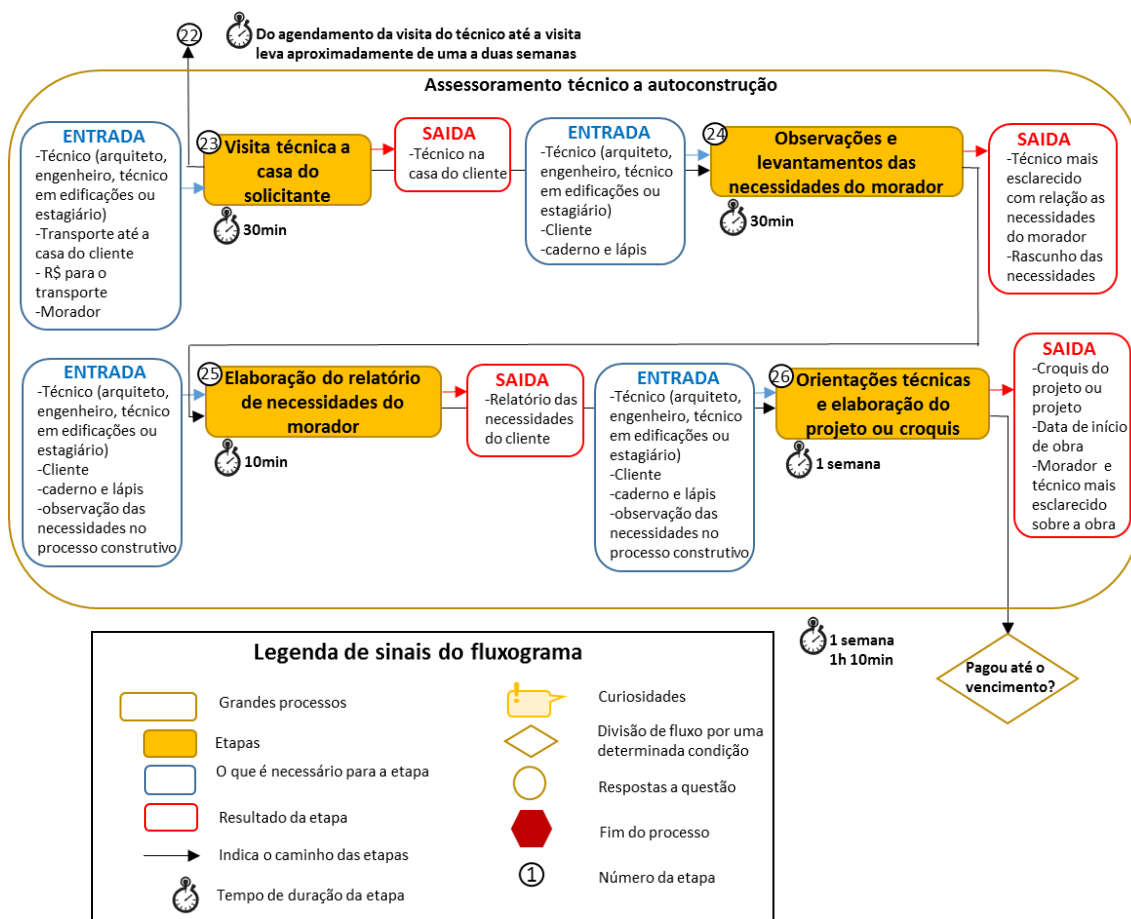 22
Do agendamento da visita do técnico até a visita
leva aproximadamente de uma a duas semanas
Assessoramento técnico a autoconstrução
ENTRADA
-Técnico (arquiteto,
engenheiro, técnico
em edificações ou
estagiário)
-Transporte até a
casa do cliente
- R$ para o
transporte
-Morador
23
Visita técnica a
casa do
solicitante
30min
SAIDA
-Técnico na
casa do cliente
ENTRADA
-Técnico (arquiteto,
engenheiro, técnico
em edificações ou
estagiário)
-Cliente
-caderno e lápis
24
Observações e
levantamentos das
necessidades do morador
30min
SAIDA
-Técnico mais
esclarecido
com relação as
necessidades
do morador
-Rascunho das
necessidades
ENTRADA
-Técnico (arquiteto,
engenheiro, técnico
em edificações ou
estagiário)
-Cliente
-caderno e lápis
-observação das
necessidades no
processo construtivo
25
Elaboração do relatório
de necessidades do
morador
10min
SAIDA
-Relatório das
necessidades
do cliente
ENTRADA
-Técnico (arquiteto,
engenheiro, técnico
em edificações ou
estagiário)
-Cliente
-caderno e lápis
-observação das
necessidades no
processo construtivo
26
Orientações técnicas
e elaboração do
projeto ou croquis
1 semana
SAIDA
-Croquis do
projeto ou
projeto
-Data de início
de obra
-Morador e
técnico mais
esclarecido
sobre a obra
1 semana
1h 10min
Pagou até o
vencimento?
Legenda de sinais do fluxograma
Grandes processos
Etapas
O que é necessário para a etapa
Resultado da etapa
Indica o caminho das etapas
Tempo de duração da etapa
Curiosidades
Divisão de fluxo por uma
determinada condição
Respostas a questão
Fim do processo
1
Número da etapa